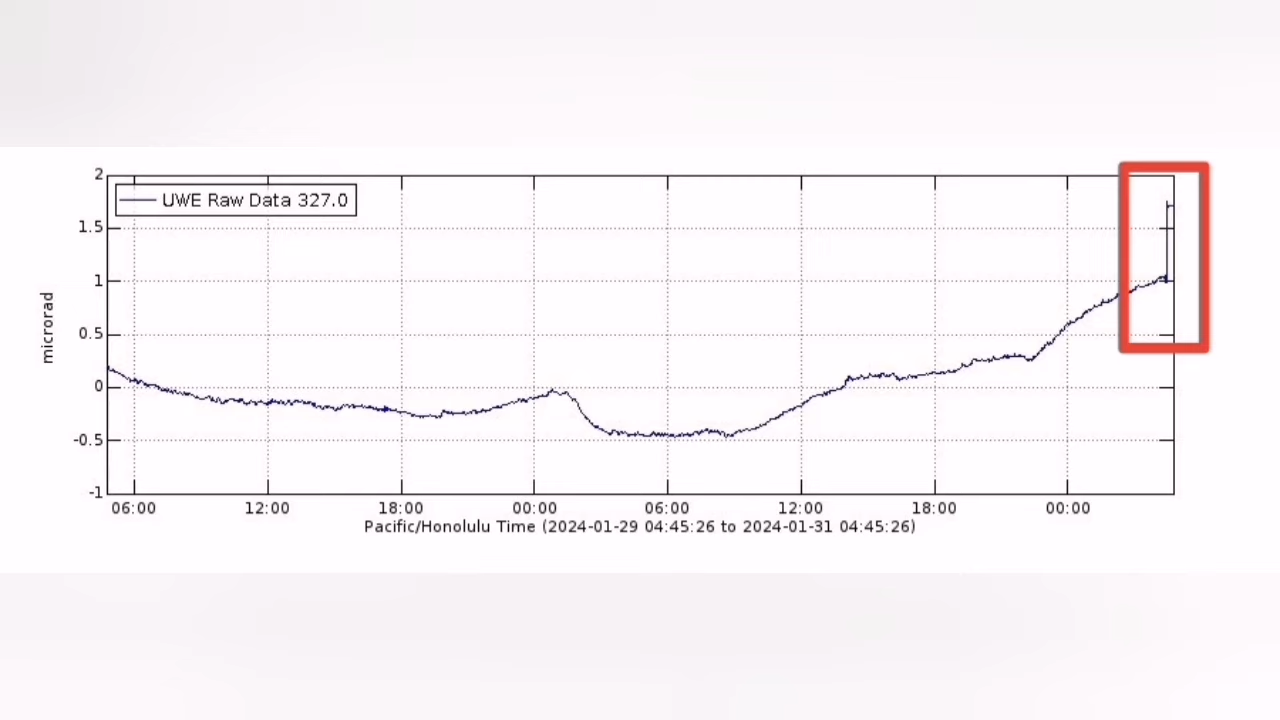 2
UWE Raw Data 327.0
1.5
1
0.5
0
-0.5
-1
microrad
06:00 12:00 18:00 00:00 06:00 12:00 18:00 00:00
Pacific/Honolulu Time (2024-01-29 04:45:26 to 2024-01-31 04:45:26)